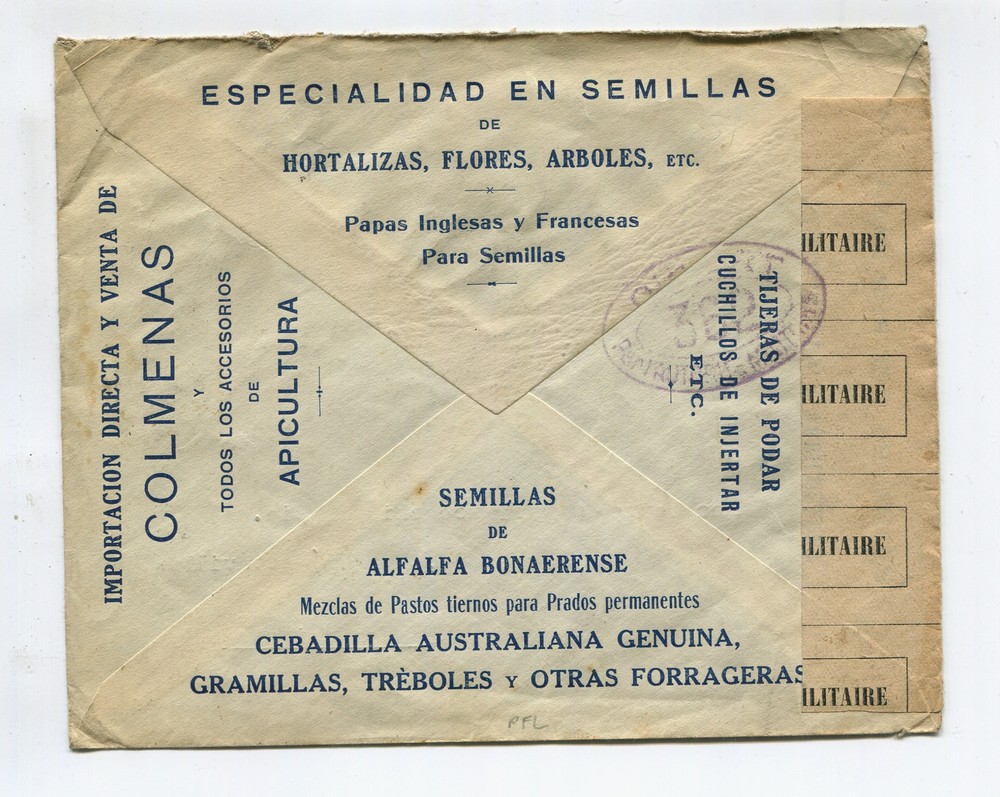 ESPECIALIDAD EN SEMILLAS
DE
HORTALIZAS, FLORES, ARBOLES, ETC.
Papas Inglesas y Francesas
Para Semillas
IMPORTACION DIRECTA Y VENTA DE
COLMENAS
Y
TODOS LOS ACCESORIOS
DE
APICULTURA
TIJERAS DE PODAR
CUCHILLOS DE INJERTAR
ETC.
SEMILLAS
DE
ALFALFA BONAERENSE
Mezclas de Pastos tiernos para Prados permanentes
CEBADILLA AUSTRALIANA GENUINA,
GRAMILLAS, TRÈBOLES Y OTRAS FORRAGERAS
ILITAIRE
ILITAIRE
ILITAIRE
ILITAIRE
PFL